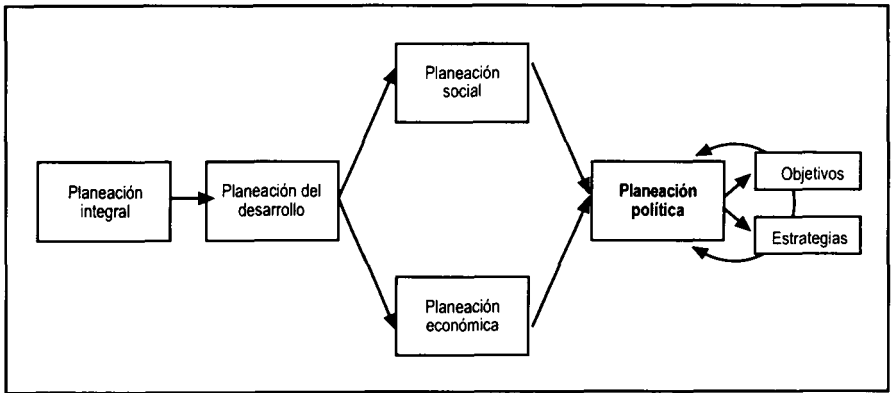 Planeación
integral
Planeación del
desarrollo
Planeación
social
Planeación
económica
Planeación
política
Objetivos
Estrategias